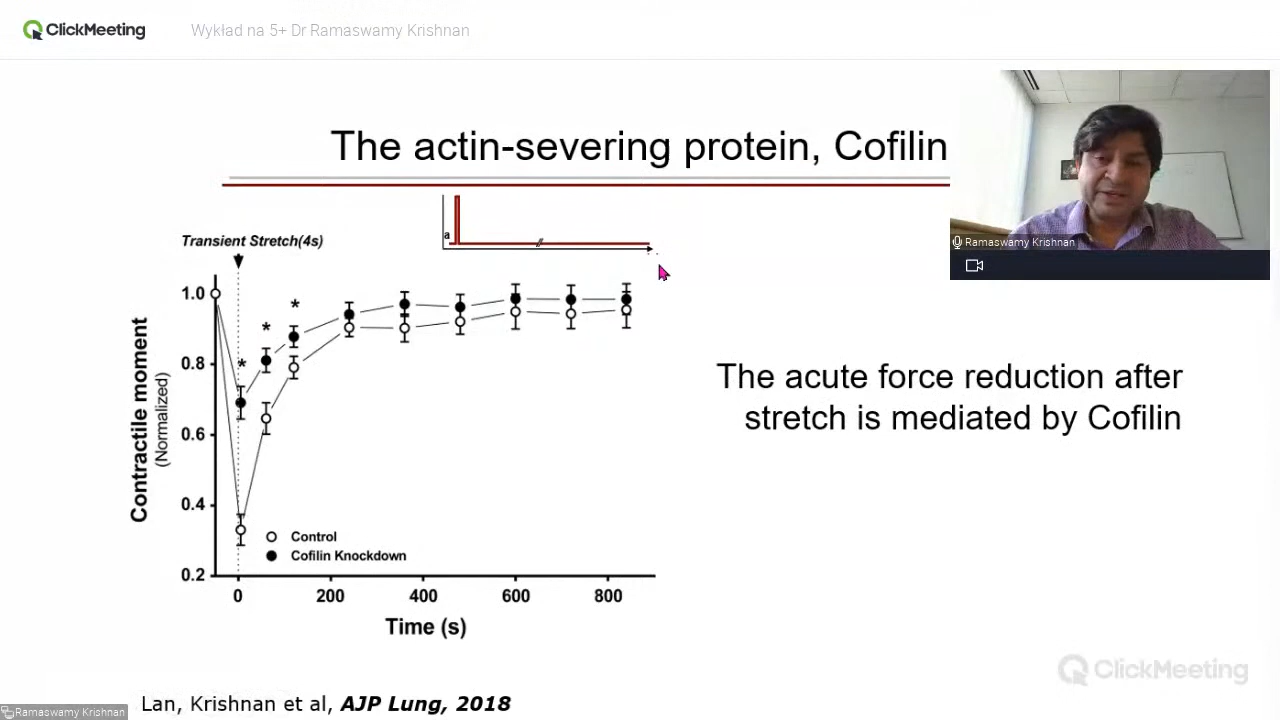 ClickMeeting
Wykład na 5+ Dr Ramaswamy Krishnan
The actin-severing protein, Cofilin
Ramaswamy Krishnan
Transient Stretch(4s)
a
*
*
*
1.0
0.8
0.6
0.4
0.2
Contractile moment
(Normalized)
Control
Cofilin Knockdown
0
200
400
600
800
Time (s)
The acute force reduction after
stretch is mediated by Cofilin
ClickMeeting
Lan, Krishnan et al, AJP Lung, 2018
Ramaswamy Krishnan